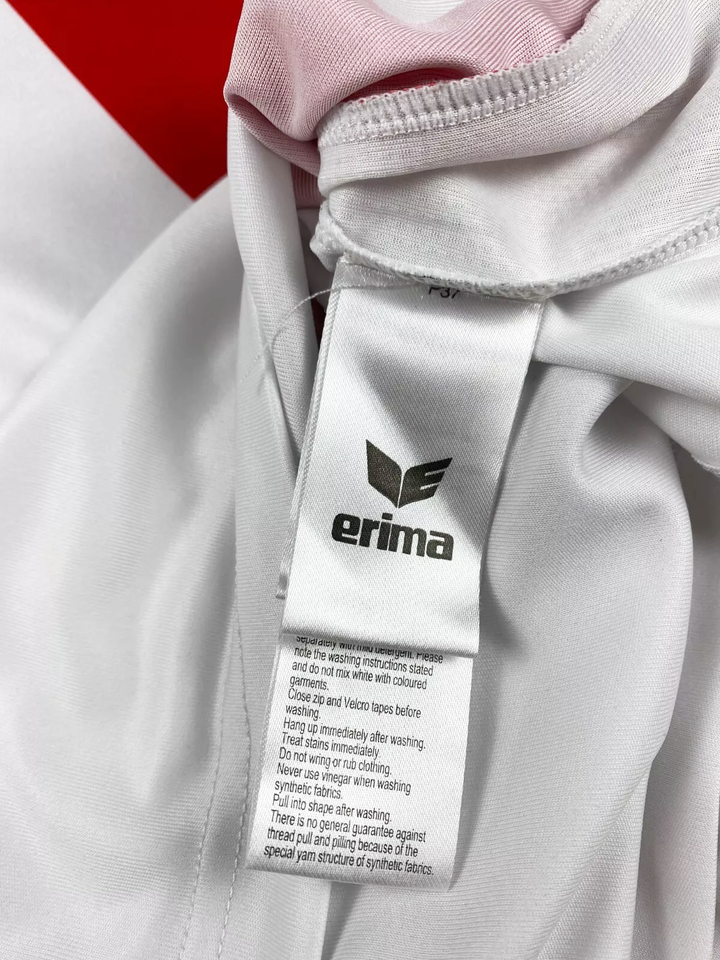 P37
erima
separately with mild detergent. Please
note the washing instructions stated
and do not mix white with coloured
garments.
Close zip and Velcro tapes before
washing.
Hang up immediately after washing.
Treat stains immediately.
Do not wring or rub clothing.
Never use vinegar when washing
synthetic fabrics.
Pull into shape after washing.
There is no general guarantee against
thread pull and pilling because of the
special yarn structure of synthetic fabrics.